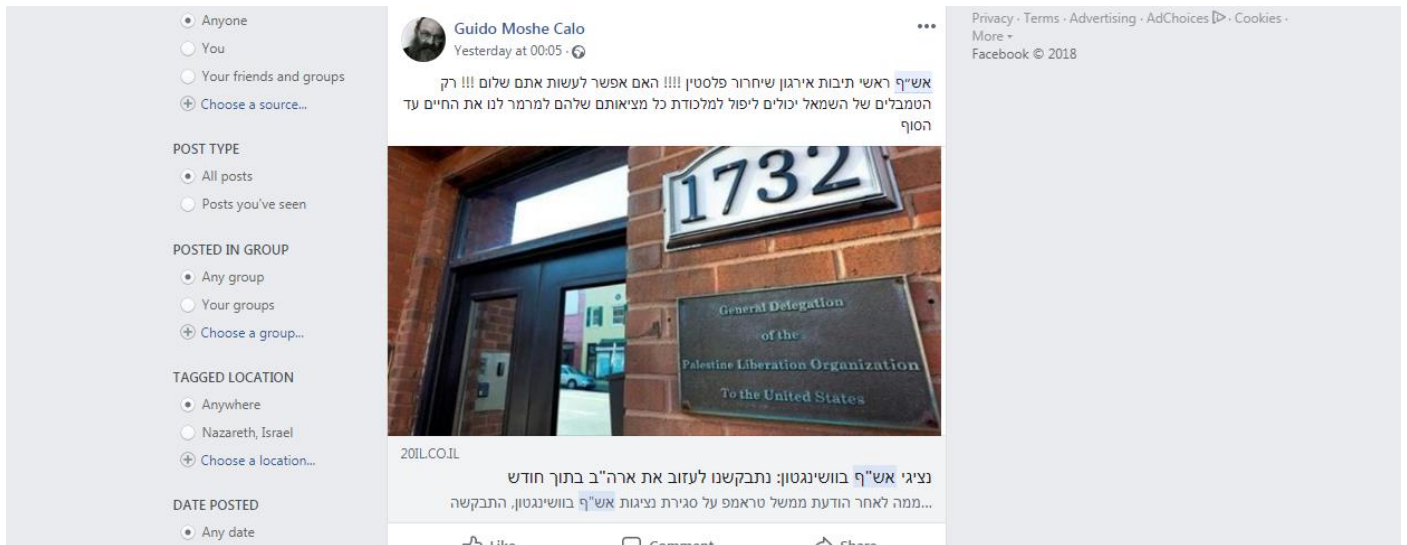 Anyone
You
Your friends and groups
Choose a source...
POST TYPE
All posts
Posts you've seen
POSTED IN GROUP
Any group
Your groups
Choose a group...
TAGGED LOCATION
Anywhere
Nazareth, Israel
Choose a location...
DATE POSTED
Any date
Guido Moshe Calo
Yesterday at 00:05
אש״ף ראשי תיבות אירגון שיחרור פלסטין !!!! האם אפשר לעשות אתם שלום !!! רק
הטמבלים של השמאל יכולים ליפול למלכודת כל מציאותם שלהם למרמר לנו את החיים עד
הסוף
1732
General Delegation
of the
Palestine Liberation Organization
To the United States
20IL.CO.IL
נציגי אש"ף בוושינגטון: נתבקשנו לעזוב את ארה"ב בתוך חודש
...ממה לאחר הודעת ממשל טראמפ על סגירת נציגות אש"ף בוושינגטון, התבקשה
Like Comment Share
Privacy · Terms · Advertising · AdChoices · Cookies ·
More
Facebook © 2018